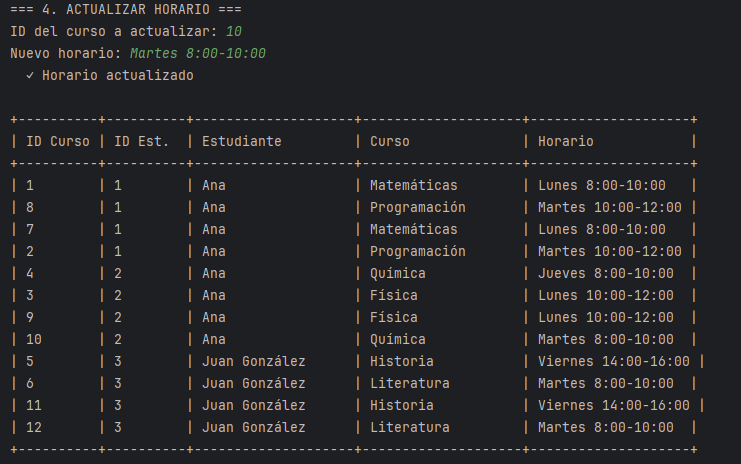 === 4. ACTUALIZAR HORARIO ===
ID del curso a actualizar: 10
Nuevo horario: Martes 8:00-10:00
  ✓ Horario actualizado

+----------+----------+--------------------+--------------------+--------------------+
| ID Curso | ID Est.  | Estudiante         | Curso              | Horario            |
+----------+----------+--------------------+--------------------+--------------------+
| 1        | 1        | Ana                | Matemáticas        | Lunes 8:00-10:00   |
| 8        | 1        | Ana                | Programación       | Martes 10:00-12:00 |
| 7        | 1        | Ana                | Matemáticas        | Lunes 8:00-10:00   |
| 2        | 1        | Ana                | Programación       | Martes 10:00-12:00 |
| 4        | 2        | Ana                | Química            | Jueves 8:00-10:00  |
| 3        | 2        | Ana                | Física             | Lunes 10:00-12:00  |
| 9        | 2        | Ana                | Física             | Lunes 10:00-12:00  |
| 10       | 2        | Ana                | Química            | Martes 8:00-10:00  |
| 5        | 3        | Juan González      | Historia           | Viernes 14:00-16:00 |
| 6        | 3        | Juan González      | Literatura         | Martes 8:00-10:00  |
| 11       | 3        | Juan González      | Historia           | Viernes 14:00-16:00 |
| 12       | 3        | Juan González      | Literatura         | Martes 8:00-10:00  |
+----------+----------+--------------------+--------------------+--------------------+